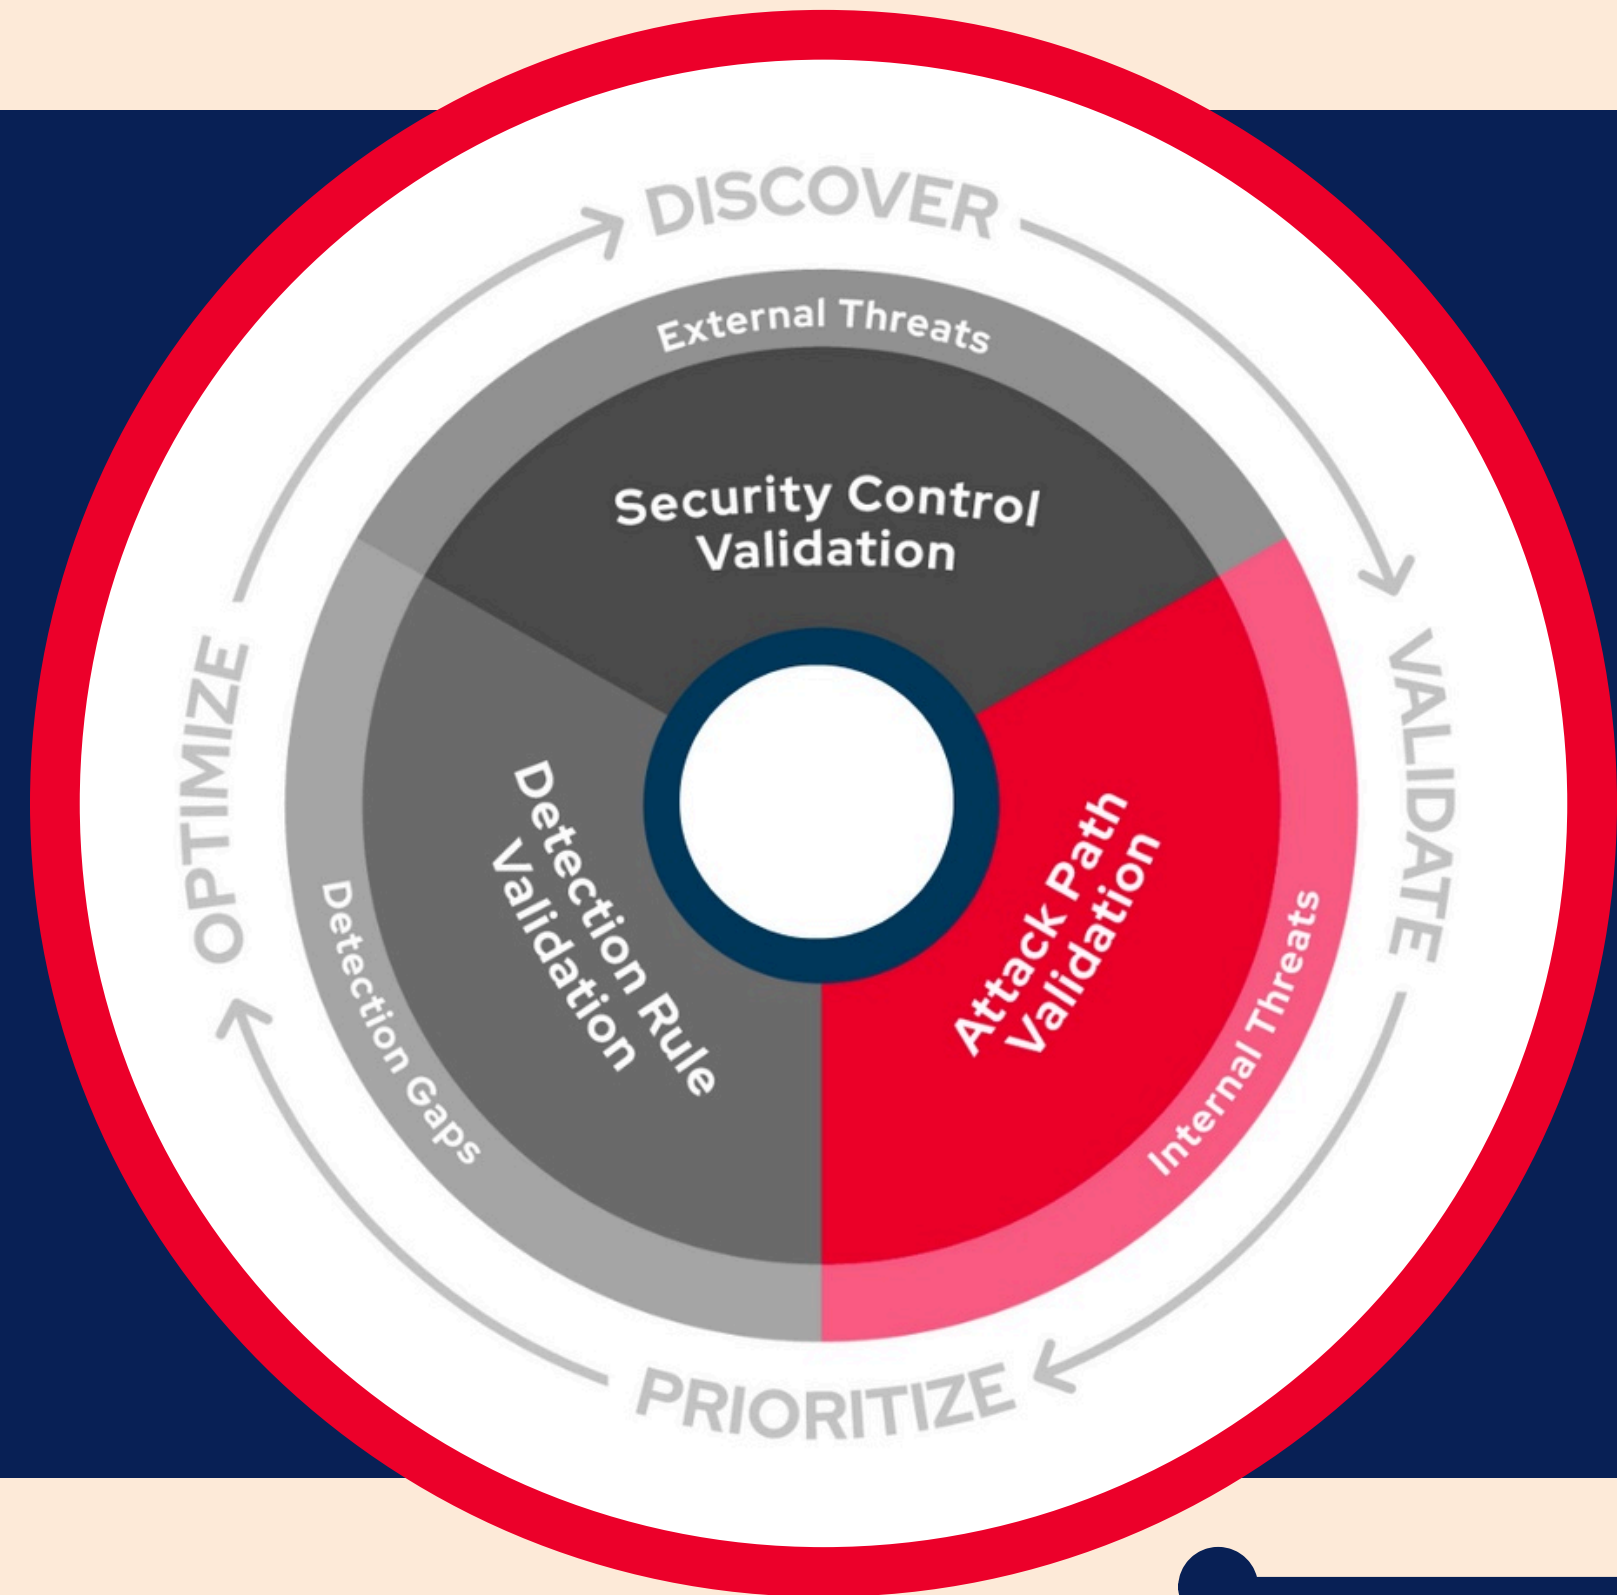 DISCOVER
External Threats
Security Control
Validation
VALIDATE
Attack Path
Validation
Internal Threats
PRIORITIZE
Detection Rule
Validation
Detection Gaps
OPTIMIZE